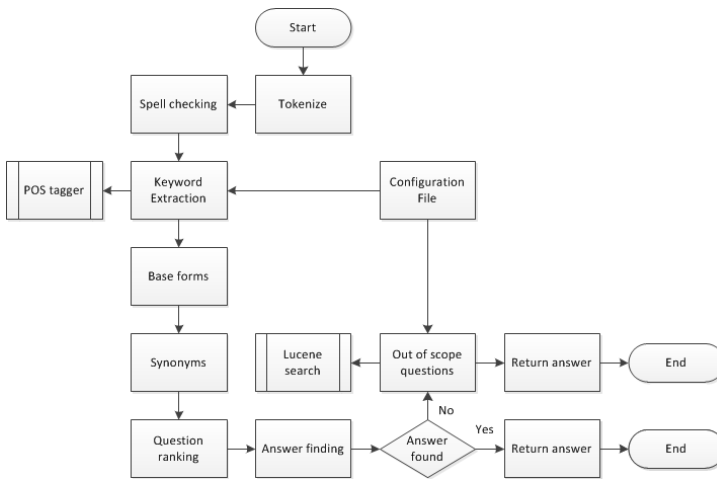 Start
Spell checking
Tokenize
POS tagger
Keyword
Extraction
Configuration
File
Base forms
Synonyms
Lucene
search
Out of scope
questions
Return answer
End
No
Question
ranking
Answer finding
Answer
found
Yes
Return answer
End